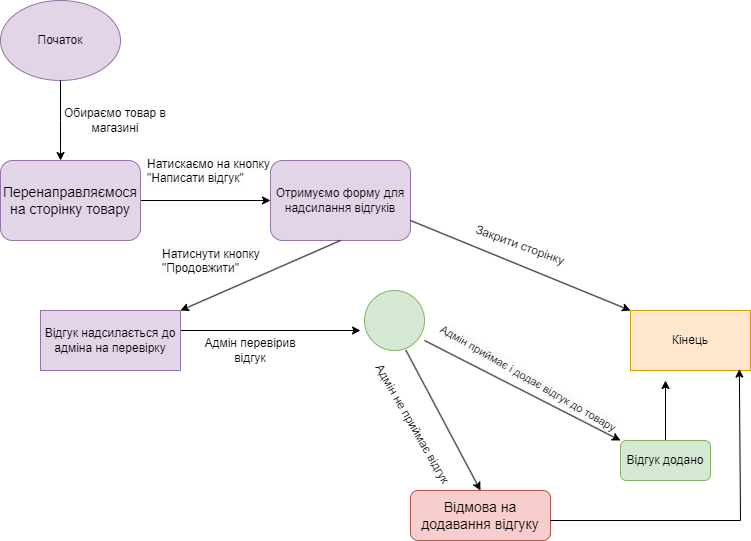 Початок
Обираємо товар в
магазині
Перенаправляємося
на сторінку товару
Натискаємо на кнопку
"Написати відгук"
Отримуємо форму для
надсилання відгуків
Закрити сторінку
Натиснути кнопку
"Продовжити"
Відгук надсилається до
адміна на перевірку
Адмін перевірив
відгук
Адмін приймає і додає відгук до товару
Кінець
Адмін не приймає відгук
Відгук додано
Відмова на
додавання відгуку